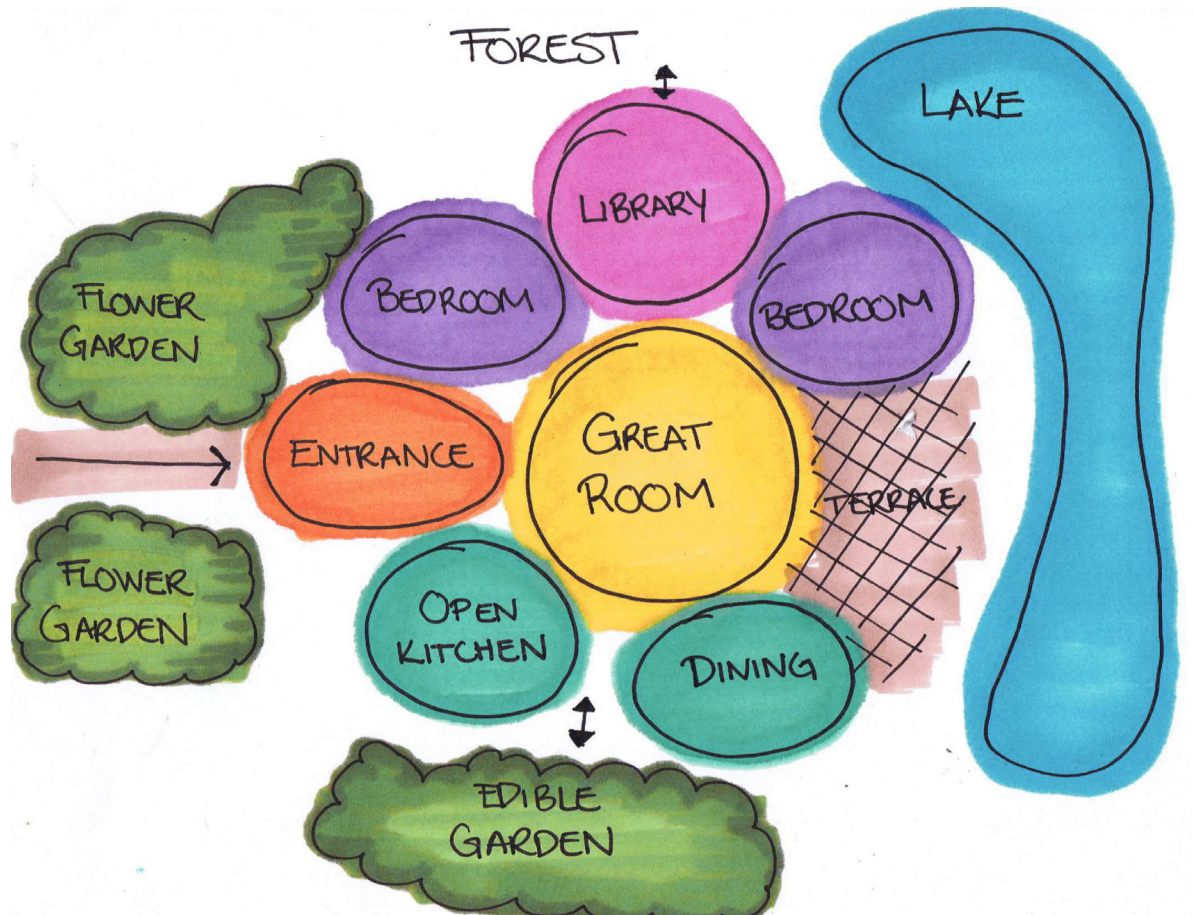 FOREST
LAKE
LIBRARY
BEDROOM
BEDROOM
FLOWER
GARDEN
GREAT
ROOM
ENTRANCE
TERRACE
FLOWER
GARDEN
OPEN
KITCHEN
DINING
EDIBLE
GARDEN